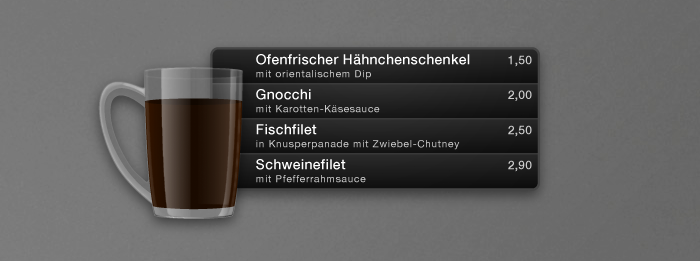 Ofenfrischer Hähnchenschenkel 1,50
mit orientalischem Dip
Gnocchi 2,00
mit Karotten-Käsesauce
Fischfilet 2,50
in Knusperpanade mit Zwiebel-Chutney
Schweinefilet 2,90
mit Pfefferrahmsauce